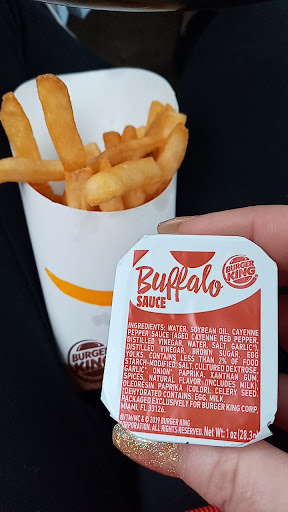 Buffalo
SAUCE
BURGER
KING
INGREDIENTS: WATER, SOYBEAN OIL, CAYENNE
PEPPER SAUCE (AGED CAYENNE RED PEPPER,
DISTILLED VINEGAR, WATER, SALT, GARLIC*),
DISTILLED VINEGAR, BROWN SUGAR, EGG
YOLKS. CONTAINS LESS THAN 2% OF FOOD
STARCH-MODIFIED, SALT, CULTURED DEXTROSE,
GARLIC*, ONION*, PAPRIKA, XANTHAN GUM,
SPICES, NATURAL FLAVOR (INCLUDES MILK),
OLEORESIN PAPRIKA (COLOR), CELERY SEED.
*DEHYDRATED CONTAINS: EGG, MILK.
PACKAGED EXCLUSIVELY FOR BURGER KING CORP.
MIAMI, FL 33126.
®/TM/MC & © 2019 BURGER KING
CORPORATION. ALL RIGHTS RESERVED. Net Wt: 1 oz (28.3
BURGER
KING